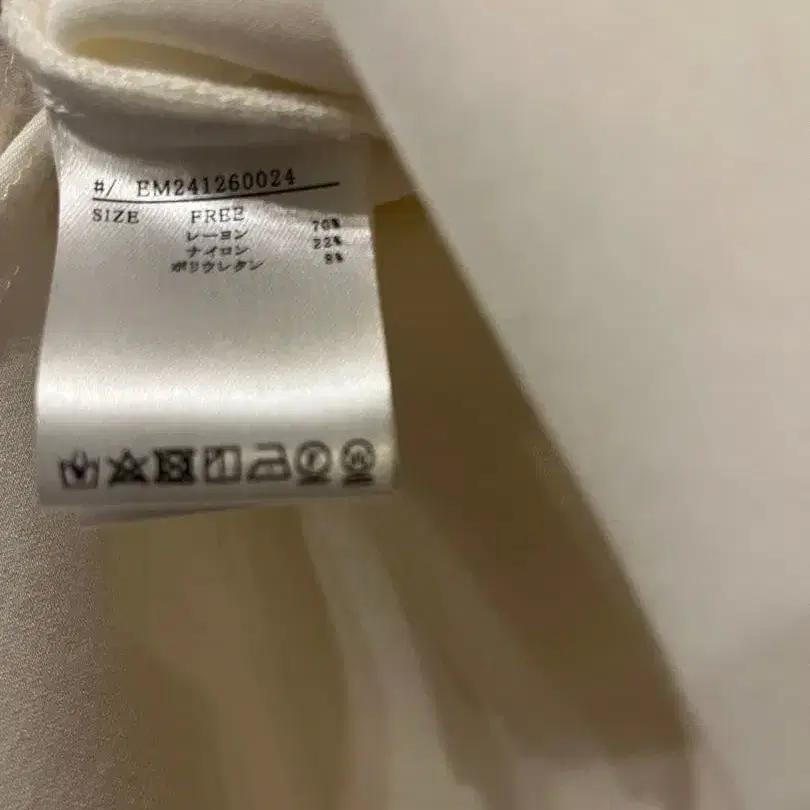 #/ EM241260024
SIZE FREE
レーヨン 70%
ナイロン 22%
ポリウレタン 8%